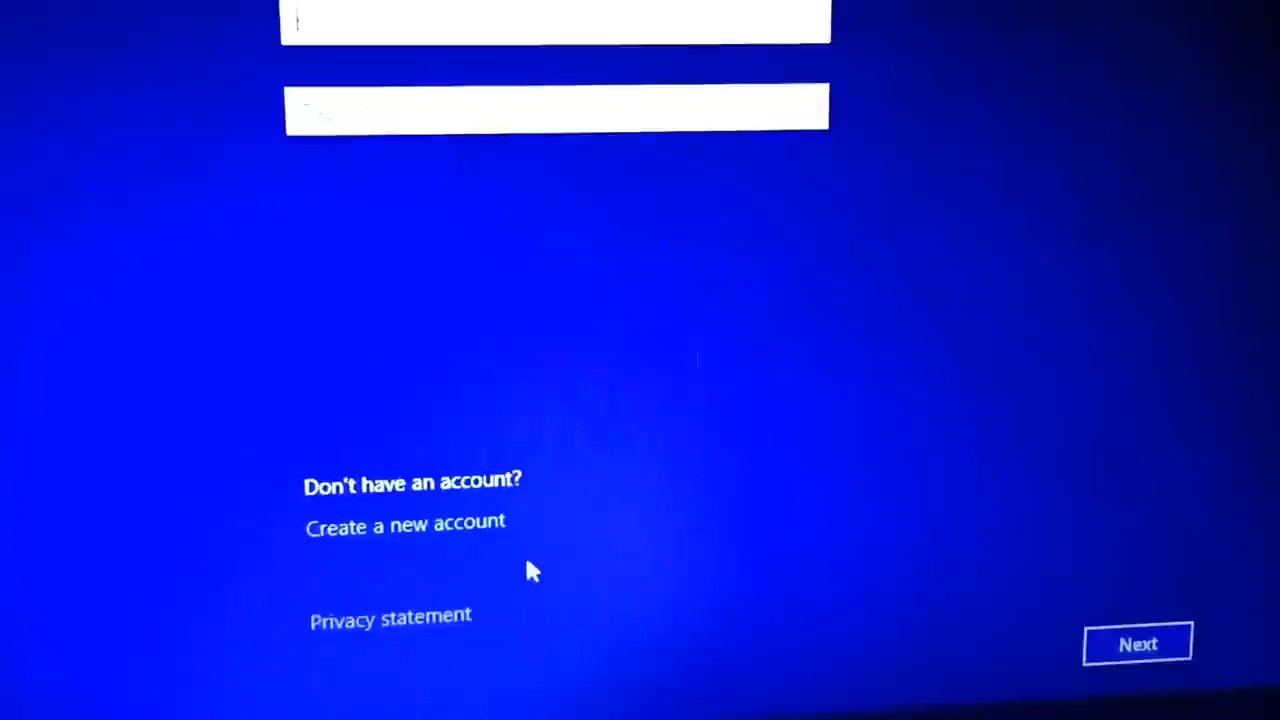 Don't have an account?
Create a new account
Privacy statement
Next